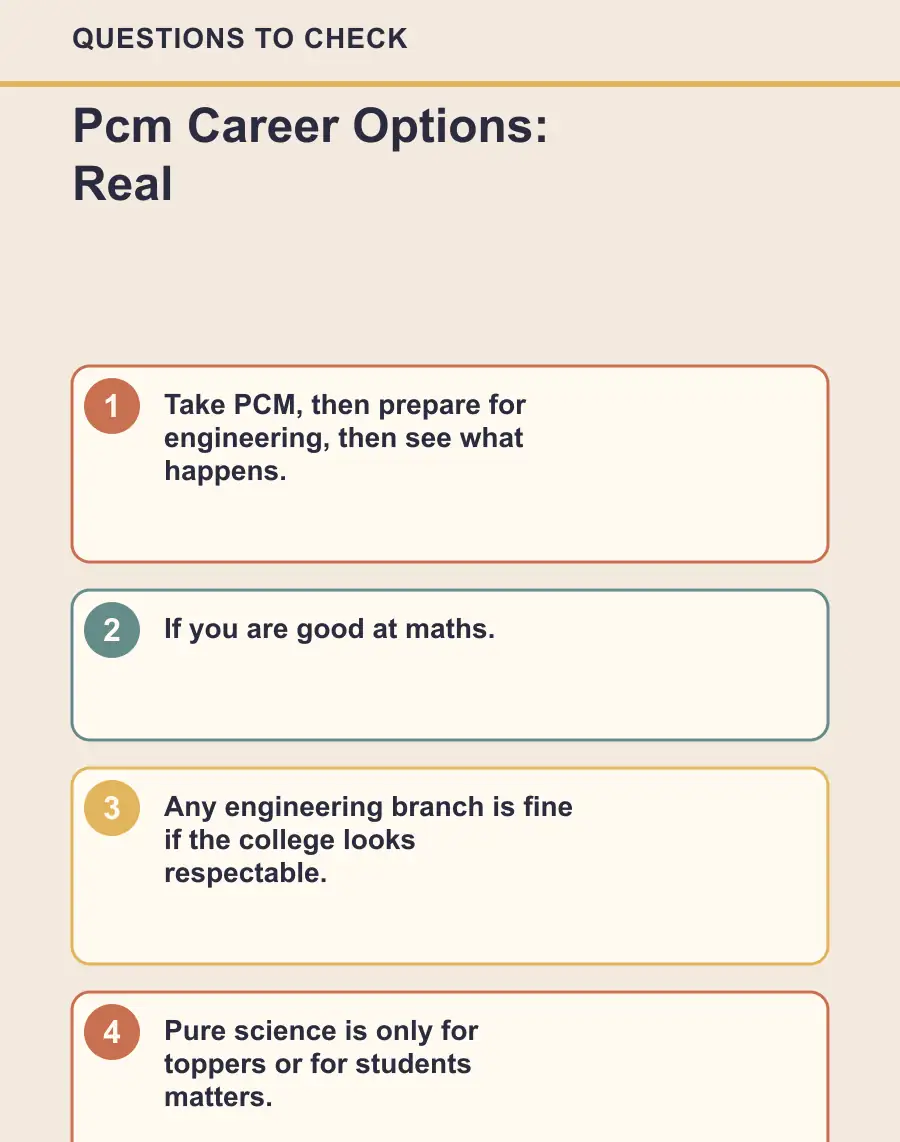 QUESTIONS TO CHECK
Pcm Career Options:
Real
1
Take PCM, then prepare for
engineering, then see what
happens.
2
If you are good at maths.
3
Any engineering branch is fine
if the college looks
respectable.
4
Pure science is only for
toppers or for students
matters.